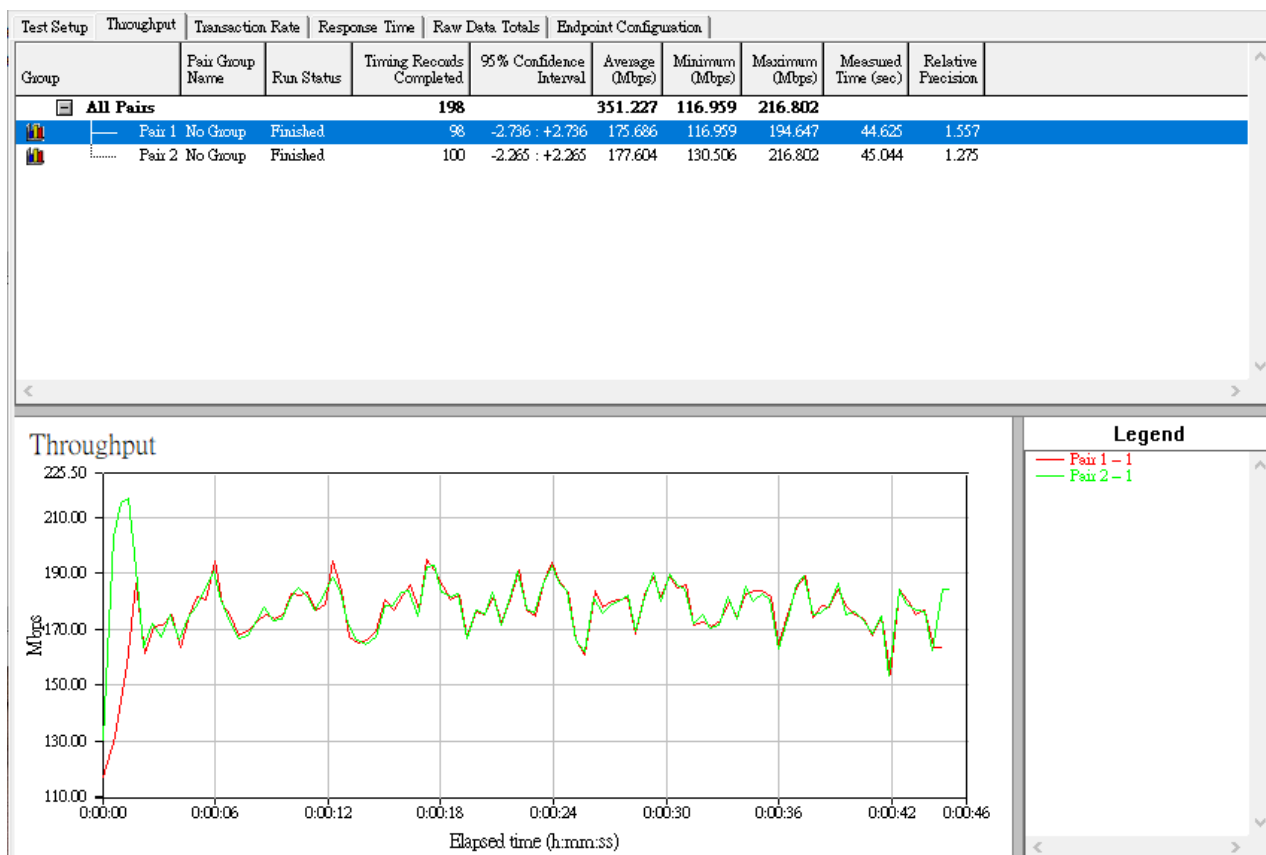 Test Setup Throughput Transaction Rate Response Time Raw Data Totals Endpoint Configuration
Group Pair Group Name Run Status Timing Records Completed 95% Confidence Interval Average (Mbps) Minimum (Mbps) Maximum (Mbps) Measured Time (sec) Relative Precision
All Pairs 198 351.227 116.959 216.802
Pair 1 No Group Finished 98 -2.736 : +2.736 175.686 116.959 194.647 44.625 1.557
Pair 2 No Group Finished 100 -2.265 : +2.265 177.604 130.506 216.802 45.044 1.275
Throughput
225.50
210.00
190.00
170.00
150.00
130.00
110.00
Mbps
0:00:00 0:00:06 0:00:12 0:00:18 0:00:24 0:00:30 0:00:36 0:00:42 0:00:46
Elapsed time (h:mm:ss)
Legend
Pair 1 – 1
Pair 2 – 1